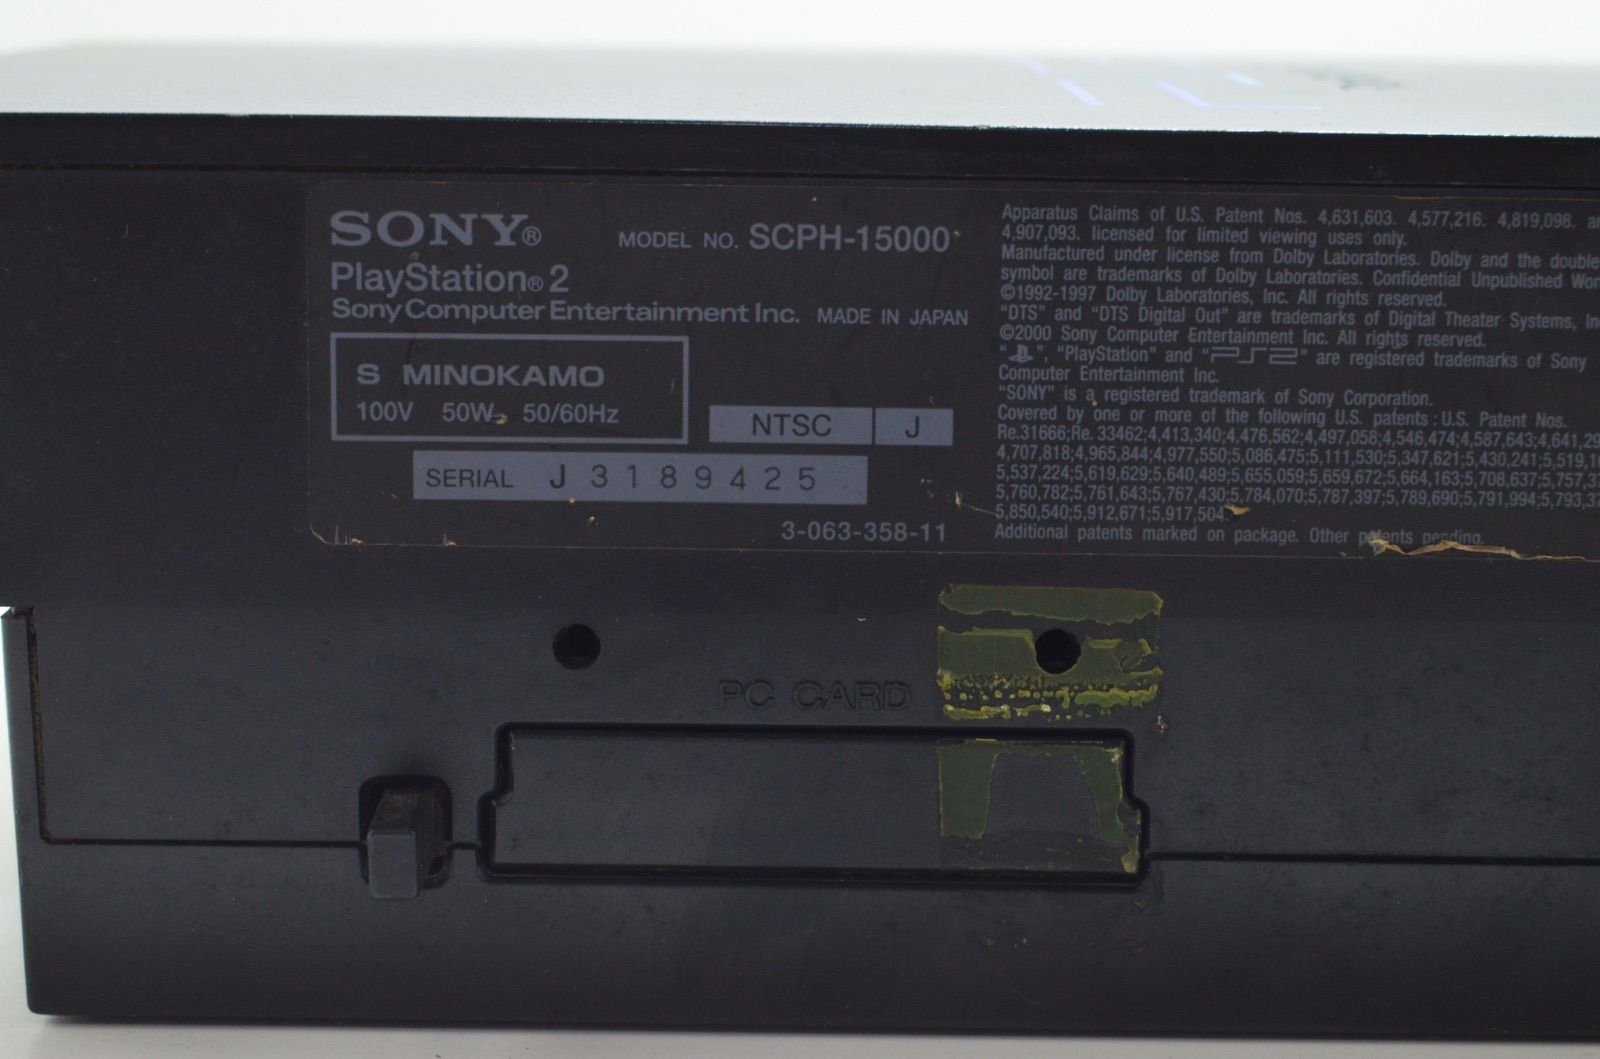 SONY®
MODEL NO. SCPH-15000
PlayStation®2
Sony Computer Entertainment Inc. MADE IN JAPAN
S MINOKAMO
100V 50W 50/60Hz
NTSC J
SERIAL J3189425
3-063-358-11
Apparatus Claims of U.S. Patent Nos. 4,631,603. 4,577,216. 4,819,098.
4,907,093. licensed for limited viewing uses only.
Manufactured under license from Dolby Laboratories. Dolby and the double
symbol are trademarks of Dolby Laboratories. Confidential Unpublished
©1992-1997 Dolby Laboratories, Inc. All rights reserved.
"DTS" and "DTS Digital Out" are trademarks of Digital Theater Systems,
©2000 Sony Computer Entertainment Inc. All rights reserved.
" ", "PlayStation" and "PS2" are registered trademarks of Sony
Computer Entertainment Inc.
"SONY" is a registered trademark of Sony Corporation.
Covered by one or more of the following U.S. patents : U.S. Patent Nos.
Re.31666;Re. 33462;4,413,340;4,476,562;4,497,058;4,546,474;4,587,643;
4,707,818;4,965,844;4,977,550;5,086,475;5,111,530;5,347,621;5,430,241;
5,537,224;5,619,629;5,640,489;5,655,059;5,659,672;5,664,163;5,708,637;
5,760,782;5,761,643;5,767,430;5,784,070;5,787,397;5,789,690;5,791,994;
5,850,540;5,912,671;5,917,504
Additional patents marked on package. Other patents pending.
PC CARD